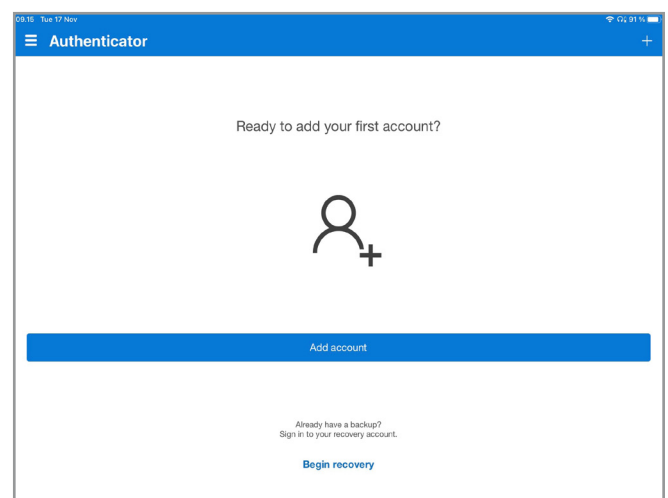 09.15 Tue 17 Nov
91 %
Authenticator
Ready to add your first account?
Add account
Already have a backup?
Sign in to your recovery account.
Begin recovery